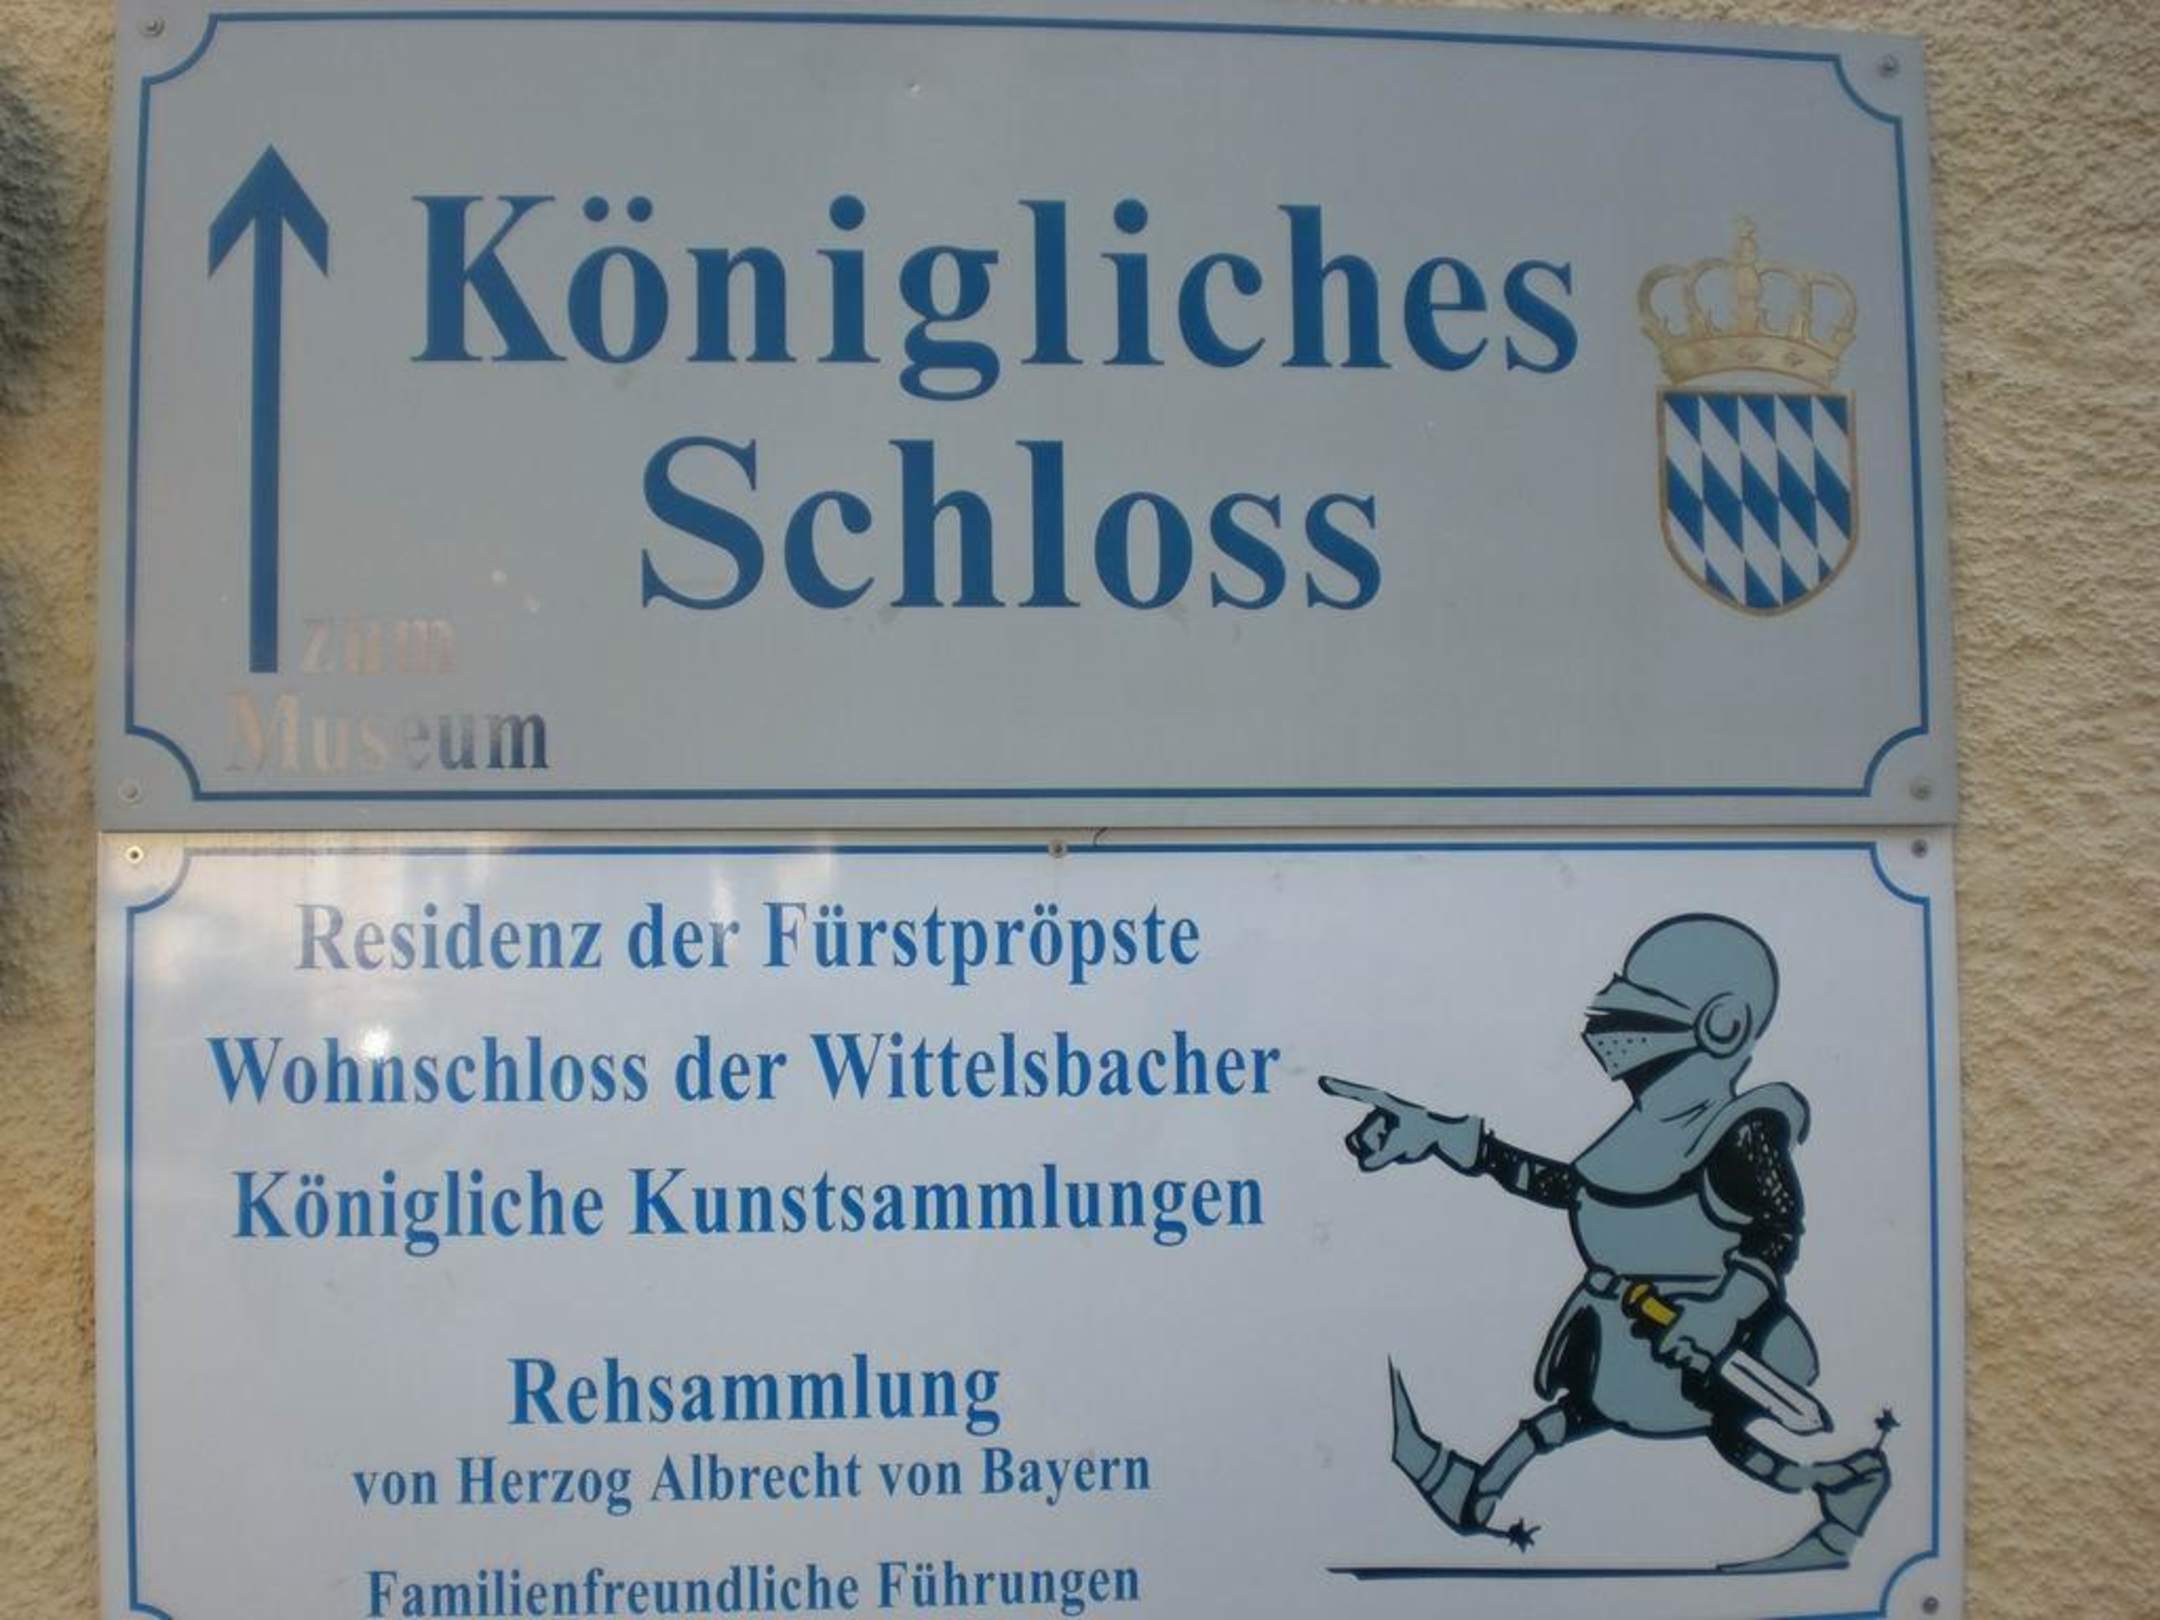 Königliches
Schloss
zum
Museum
Residenz der Fürstpröpste
Wohnschloss der Wittelsbacher
Königliche Kunstsammlungen
Rehsammlung
von Herzog Albrecht von Bayern
Familienfreundliche Führungen